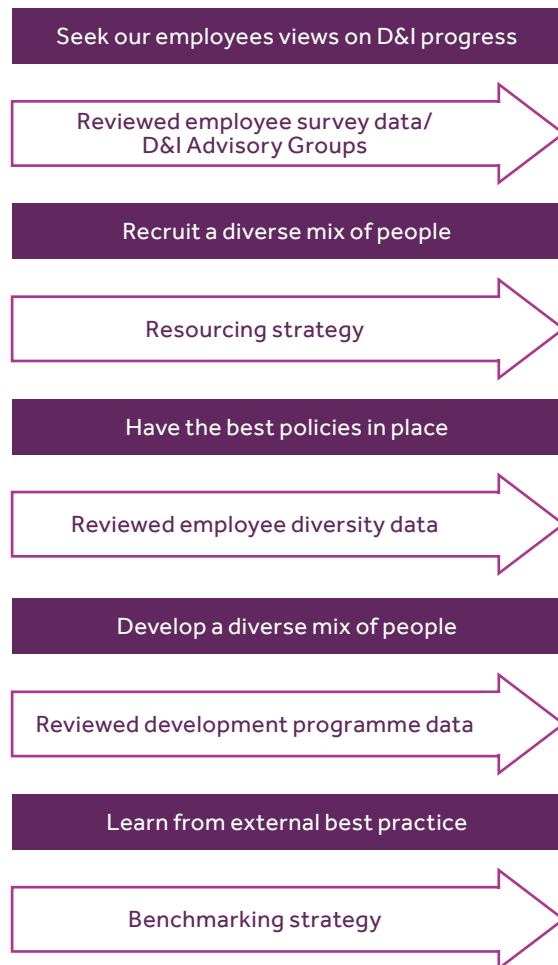 Seek our employees views on D&I progress
Reviewed employee survey data/
D&I Advisory Groups
Recruit a diverse mix of people
Resourcing strategy
Have the best policies in place
Reviewed employee diversity data
Develop a diverse mix of people
Reviewed development programme data
Learn from external best practice
Benchmarking strategy